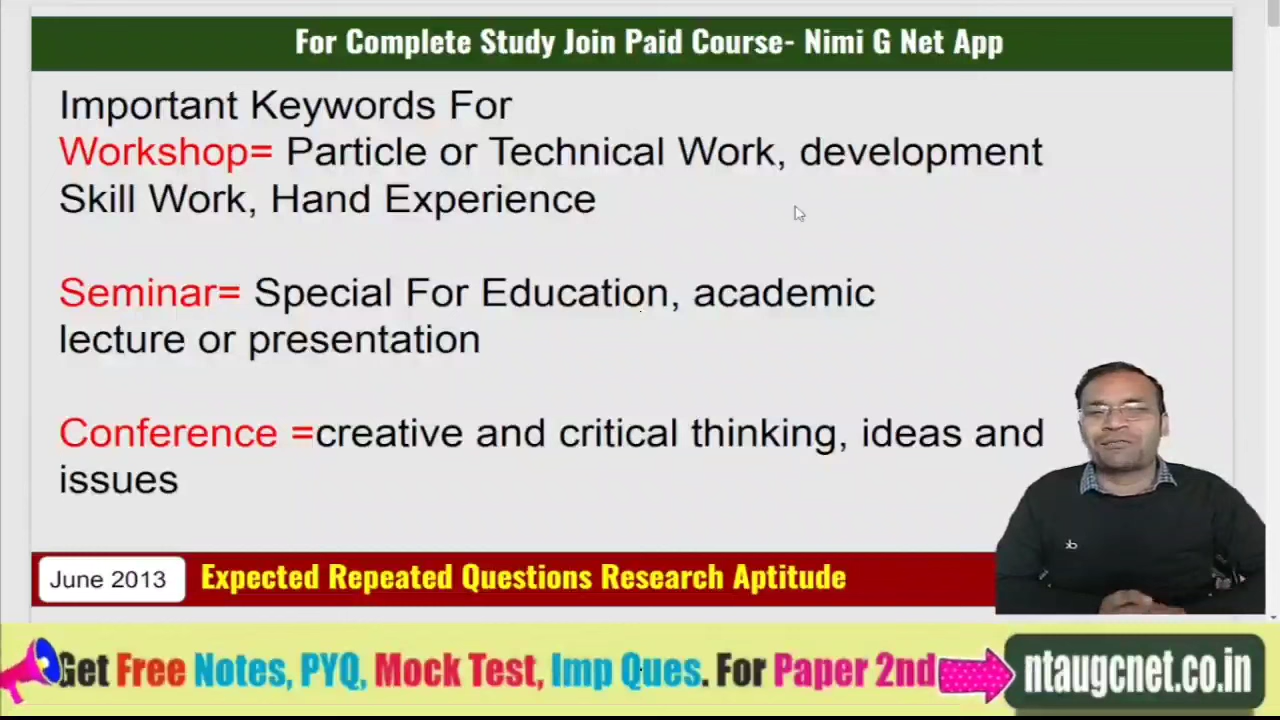 For Complete Study Join Paid Course- Nimi G Net App
Important Keywords For
Workshop= Particle or Technical Work, development
Skill Work, Hand Experience
Seminar= Special For Education, academic
lecture or presentation
Conference =creative and critical thinking, ideas and
issues
June 2013
Expected Repeated Questions Research Aptitude
Get Free Notes, PYQ, Mock Test, Imp Ques. For Paper 2nd
ntaugcnet.co.in